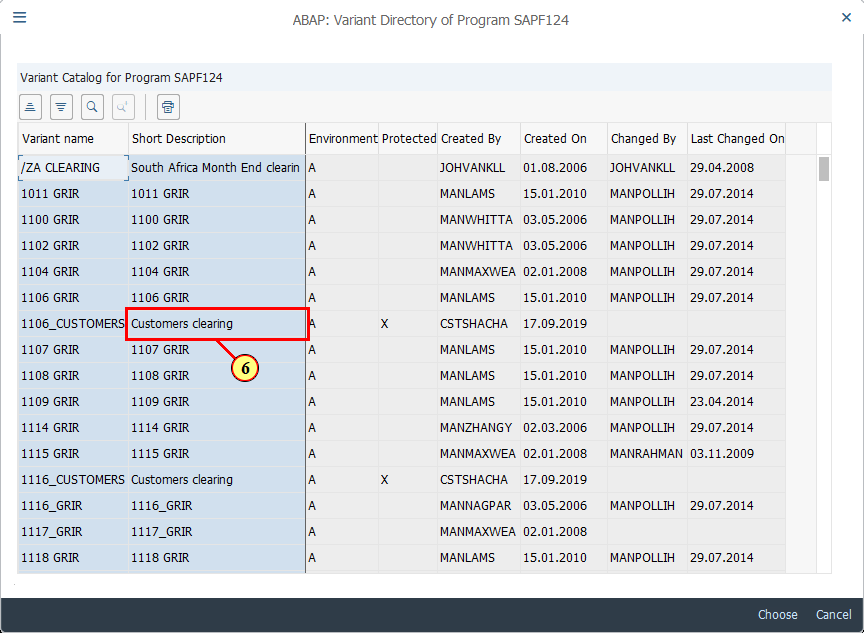 ABAP: Variant Directory of Program SAPF124
Variant Catalog for Program SAPF124
Variant name Short Description Environment Protected Created By Created On Changed By Last Changed On
/ZA CLEARING South Africa Month End clearin A JOHVANKLL 01.08.2006 JOHVANKLL 29.04.2008
1011 GRIR 1011 GRIR A MANLAMS 15.01.2010 MANPOLLIH 29.07.2014
1100 GRIR 1100 GRIR A MANWHITTA 03.05.2006 MANPOLLIH 29.07.2014
1102 GRIR 1102 GRIR A MANWHITTA 03.05.2006 MANPOLLIH 29.07.2014
1104 GRIR 1104 GRIR A MANMAXWEA 02.01.2008 MANPOLLIH 29.07.2014
1106 GRIR 1106 GRIR A MANLAMS 15.01.2010 MANPOLLIH 29.07.2014
1106_CUSTOMERS Customers clearing A X CSTSHACHA 17.09.2019
1107 GRIR 1107 GRIR A MANLAMS 15.01.2010 MANPOLLIH 29.07.2014
6
1108 GRIR 1108 GRIR A MANLAMS 15.01.2010 MANPOLLIH 29.07.2014
1109 GRIR 1109 GRIR A MANLAMS 15.01.2010 MANPOLLIH 23.04.2014
1114 GRIR 1114 GRIR A MANZHANGY 02.03.2006 MANPOLLIH 29.07.2014
1115 GRIR 1115 GRIR A MANMAXWEA 02.01.2008 MANRAHMAN 03.11.2009
1116_CUSTOMERS Customers clearing A X CSTSHACHA 17.09.2019
1116_GRIR 1116_GRIR A MANNAGPAR 03.05.2006 MANPOLLIH 29.07.2014
1117_GRIR 1117_GRIR A MANMAXWEA 02.01.2008
1118 GRIR 1118 GRIR A MANLAMS 15.01.2010 MANPOLLIH 29.07.2014
Choose Cancel